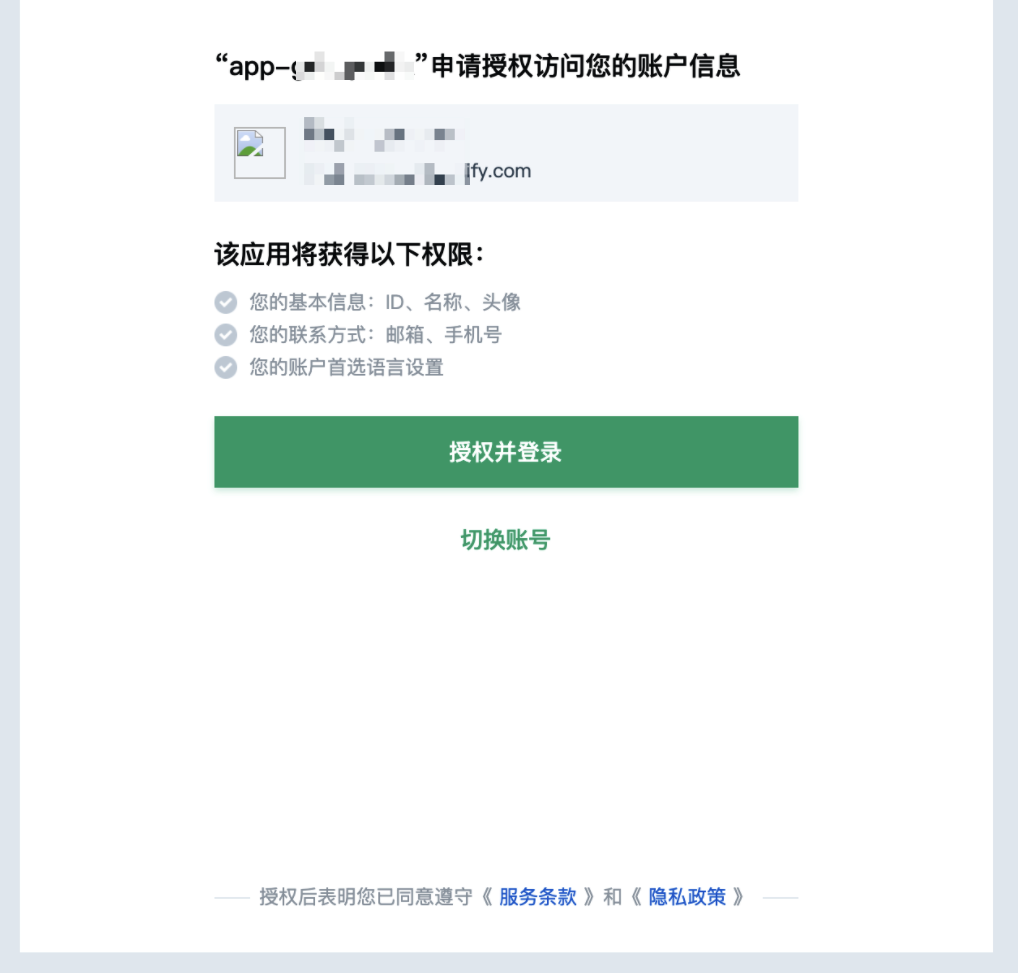 “app-”申请授权访问您的账户信息
ify.com
该应用将获得以下权限：
您的基本信息：ID、名称、头像
您的联系方式：邮箱、手机号
您的账户首选语言设置
授权并登录
切换账号
授权后表明您已同意遵守《 服务条款 》和《 隐私政策 》